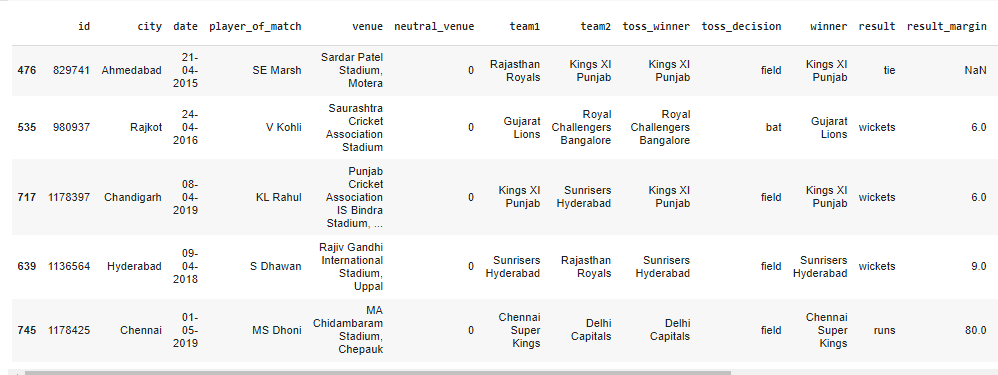 id city date player_of_match venue neutral_venue team1 team2 toss_winner toss_decision winner result result_margin
476 829741 Ahmedabad 21-04-2015 SE Marsh Sardar Patel Stadium, Motera 0 Rajasthan Royals Kings XI Punjab Kings XI Punjab field Kings XI Punjab tie NaN
535 980937 Rajkot 24-04-2016 V Kohli Saurashtra Cricket Association Stadium 0 Gujarat Lions Royal Challengers Bangalore Royal Challengers Bangalore bat Gujarat Lions wickets 6.0
717 1178397 Chandigarh 08-04-2019 KL Rahul Punjab Cricket Association IS Bindra Stadium, ... 0 Kings XI Punjab Sunrisers Hyderabad Kings XI Punjab field Kings XI Punjab wickets 6.0
639 1136564 Hyderabad 09-04-2018 S Dhawan Rajiv Gandhi International Stadium, Uppal 0 Sunrisers Hyderabad Rajasthan Royals Sunrisers Hyderabad field Sunrisers Hyderabad wickets 9.0
745 1178425 Chennai 01-05-2019 MS Dhoni MA Chidambaram Stadium, Chepauk 0 Chennai Super Kings Delhi Capitals Delhi Capitals field Chennai Super Kings runs 80.0